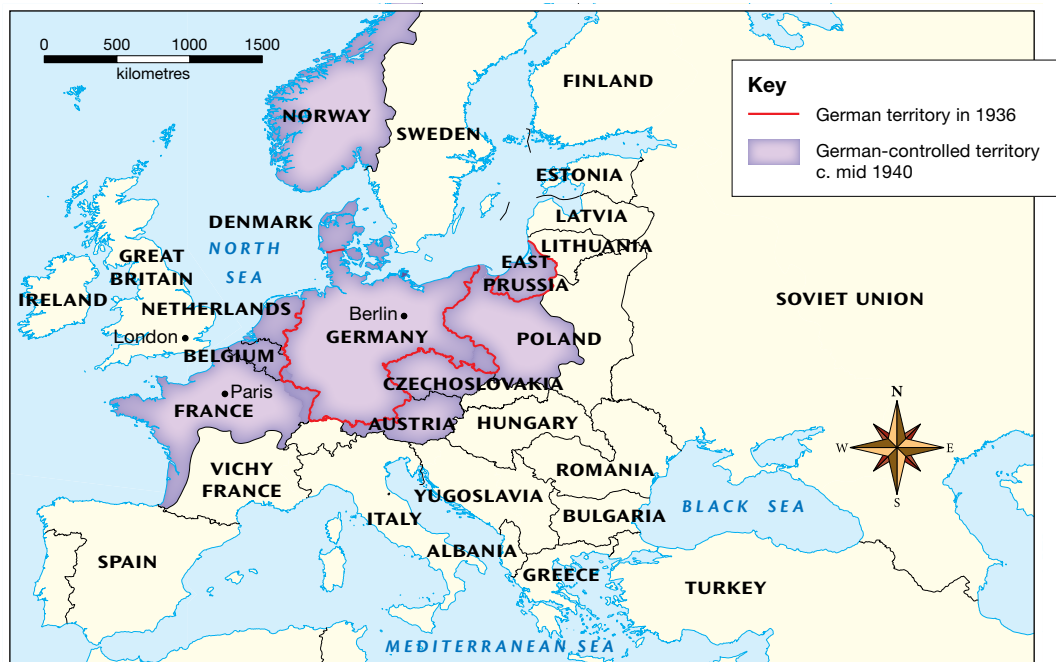 0 500 1000 1500
kilometres
Key
German territory in 1936
German-controlled territory
c. mid 1940
NORWAY
SWEDEN
FINLAND
ESTONIA
LATVIA
LITHUANIA
EAST
PRUSSIA
DENMARK
NORTH
SEA
GREAT
BRITAIN
IRELAND
NETHERLANDS
London
BELGIUM
Berlin
GERMANY
POLAND
SOVIET UNION
CZECHOSLOVAKIA
Paris
FRANCE
AUSTRIA
HUNGARY
VICHY
FRANCE
ROMANIA
YUGOSLAVIA
ITALY
BULGARIA
BLACK SEA
ALBANIA
GREECE
TURKEY
SPAIN
MEDITERRANEAN SEA
N
W E
S